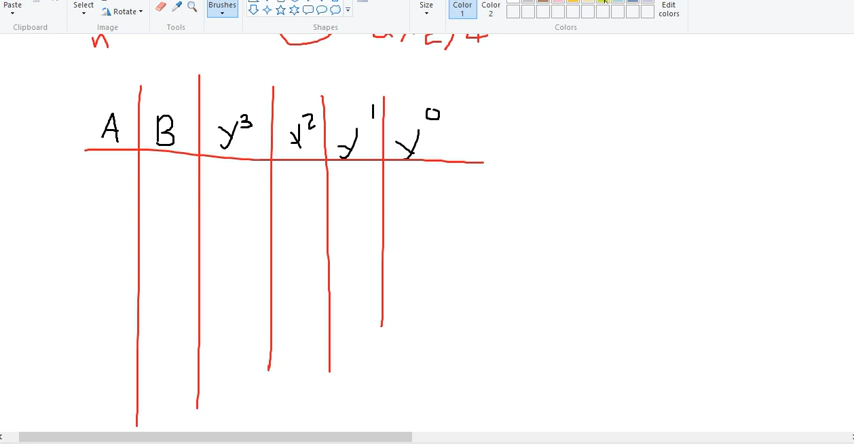 Paste
Select
Rotate
Brushes
Size
Color 1
Color 2
Edit colors
Clipboard
Image
Tools
Shapes
Colors
n
A B y³ y² y¹ y⁰